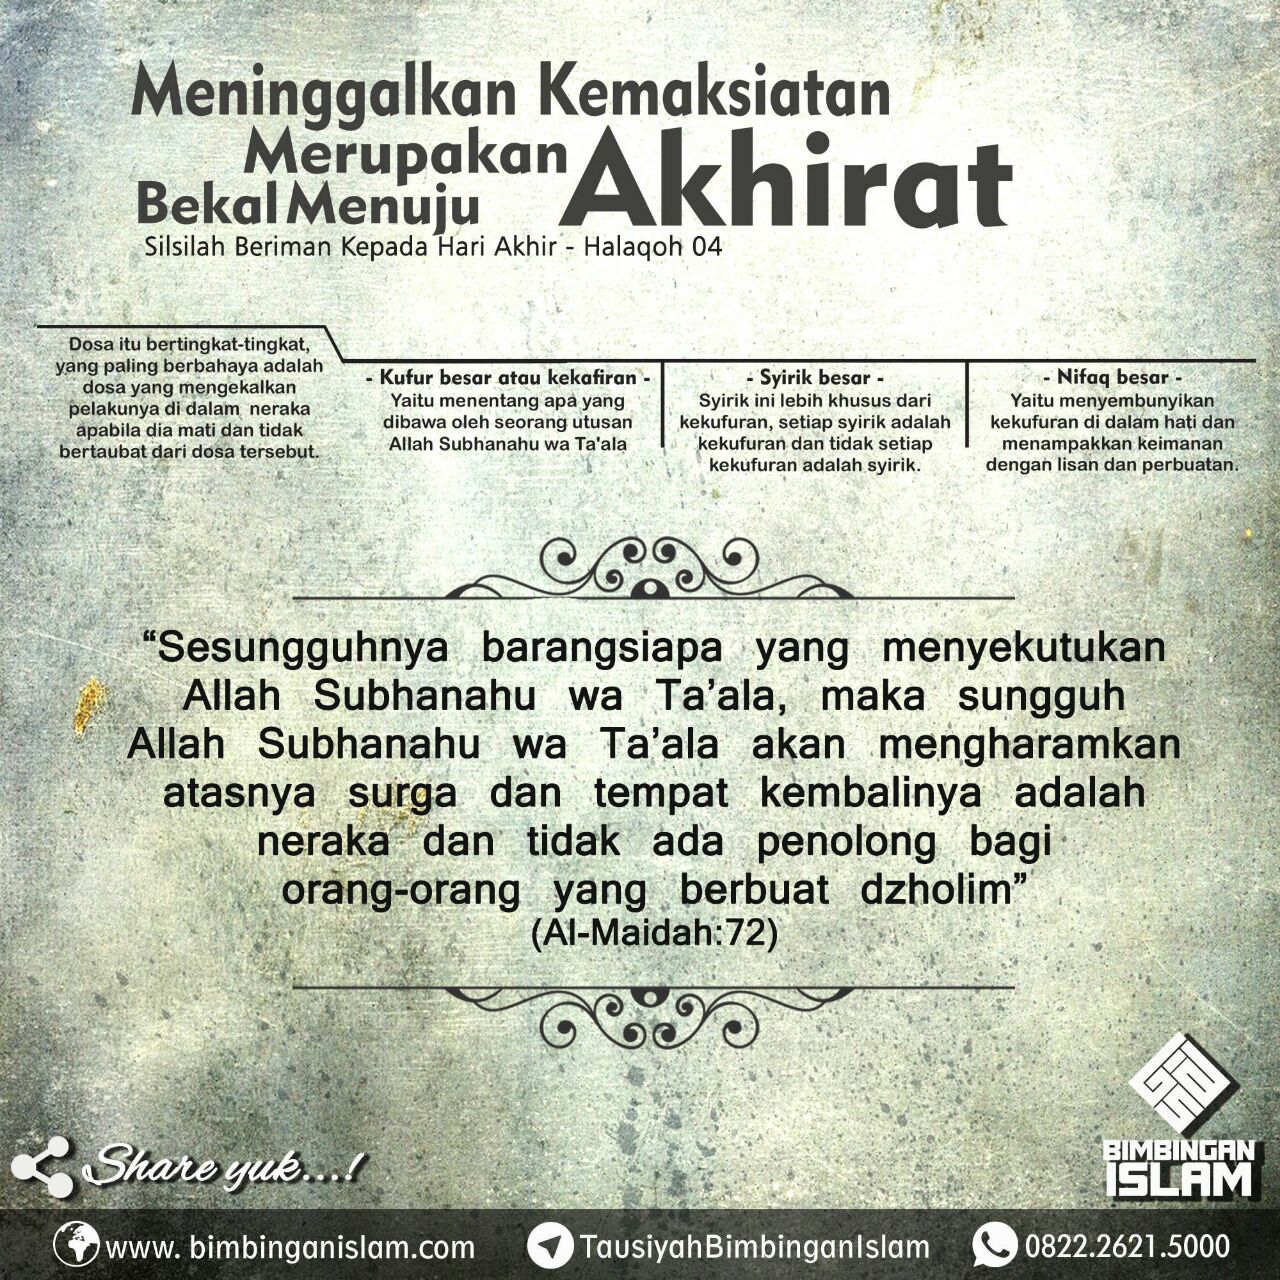 Meninggalkan Kemaksiatan
Merupakan
Bekal Menuju Akhirat
Silsilah Beriman Kepada Hari Akhir - Halaqoh 04
Dosa itu bertingkat-tingkat,
yang paling berbahaya adalah
dosa yang mengekalkan
pelakunya di dalam neraka
apabila dia mati dan tidak
bertaubat dari dosa tersebut.
- Kufur besar atau kekafiran -
Yaitu menentang apa yang
dibawa oleh seorang utusan
Allah Subhanahu wa Ta'ala
- Syirik besar -
Syirik ini lebih khusus dari
kekufuran, setiap syirik adalah
kekufuran dan tidak setiap
kekufuran adalah syirik.
- Nifaq besar -
Yaitu menyembunyikan
kekufuran di dalam hati dan
menampakkan keimanan
dengan lisan dan perbuatan.
“Sesungguhnya barangsiapa yang menyekutukan
Allah Subhanahu wa Ta’ala, maka sungguh
Allah Subhanahu wa Ta’ala akan mengharamkan
atasnya surga dan tempat kembalinya adalah
neraka dan tidak ada penolong bagi
orang-orang yang berbuat dzholim”
(Al-Maidah:72)
BIMBINGAN
ISLAM
Share yuk...!
www. bimbinganislam.com
TausiyahBimbinganIslam
0822.2621.5000